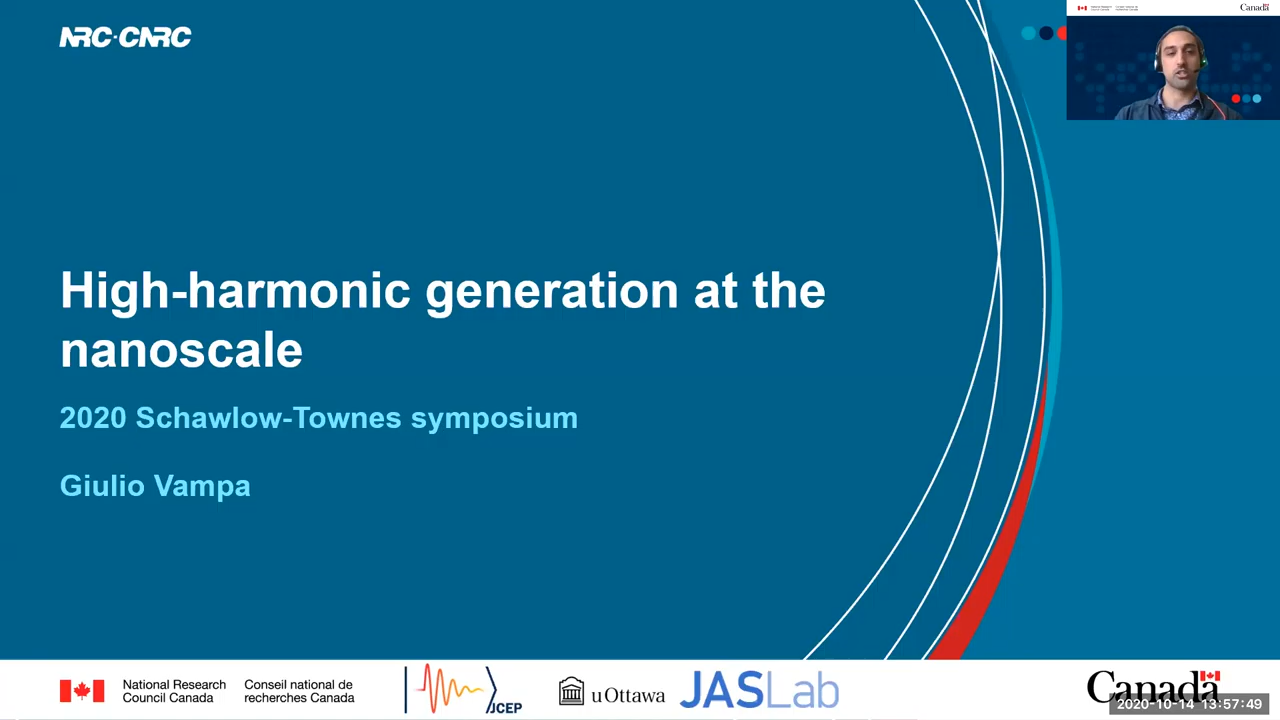 NRC·CNRC
Canada
High-harmonic generation at the
nanoscale
2020 Schawlow-Townes symposium
Giulio Vampa
National Research
Council Canada
Conseil national de
recherches Canada
JCEP
uOttawa
JASLab
Canada
2020-10-14 13:57:49